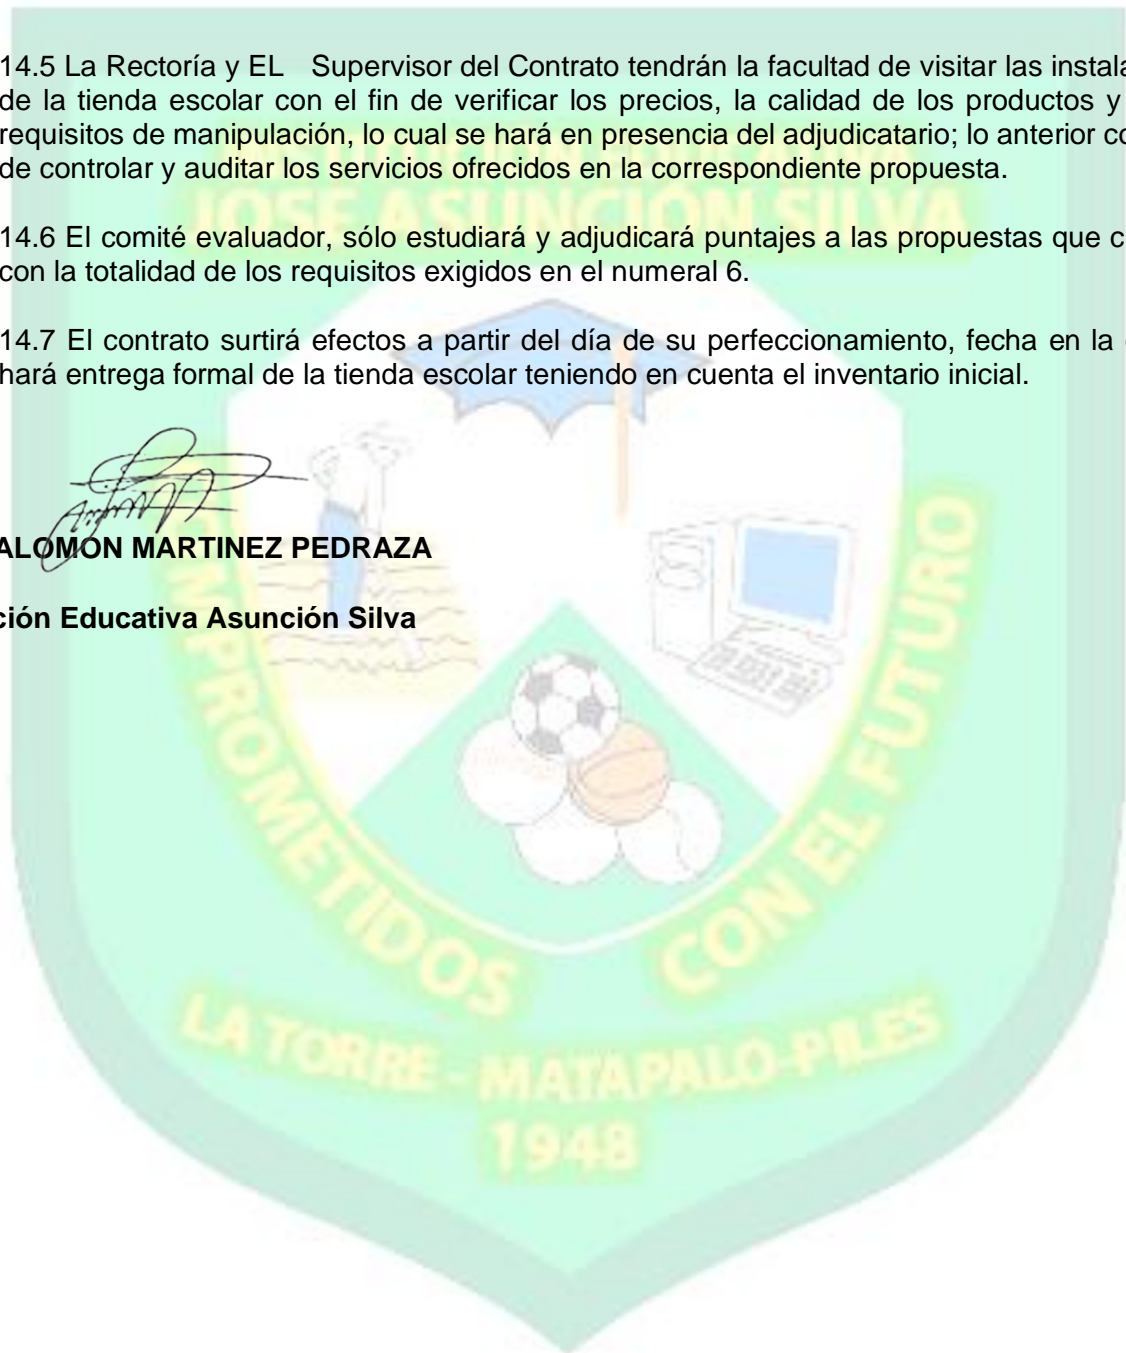 14.5 La Rectoría y EL Supervisor del Contrato tendrán la facultad de visitar las instala
de la tienda escolar con el fin de verificar los precios, la calidad de los productos y
requisitos de manipulación, lo cual se hará en presencia del adjudicatario; lo anterior co
de controlar y auditar los servicios ofrecidos en la correspondiente propuesta.
JOSE ASUNCION SILVA
14.6 El comité evaluador, sólo estudiará y adjudicará puntajes a las propuestas que c
con la totalidad de los requisitos exigidos en el numeral 6.
14.7 El contrato surtirá efectos a partir del día de su perfeccionamiento, fecha en la
hará entrega formal de la tienda escolar teniendo en cuenta el inventario inicial.
ALOMON MARTINEZ PEDRAZA
ción Educativa Asunción Silva
COMPROMETIDOS
CON EL FUTURO
LA TORRE - MATAPALO-PILES
1948